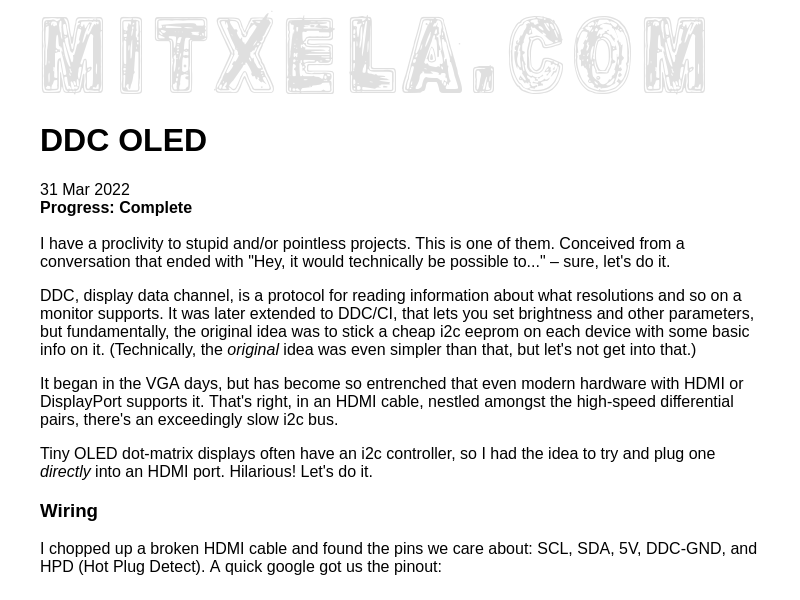 MITXELA.COM
DDC OLED
31 Mar 2022
Progress: Complete
I have a proclivity to stupid and/or pointless projects. This is one of them. Conceived from a
conversation that ended with "Hey, it would technically be possible to..." – sure, let's do it.
DDC, display data channel, is a protocol for reading information about what resolutions and so on a
monitor supports. It was later extended to DDC/CI, that lets you set brightness and other parameters,
but fundamentally, the original idea was to stick a cheap i2c eeprom on each device with some basic
info on it. (Technically, the original idea was even simpler than that, but let's not get into that.)
It began in the VGA days, but has become so entrenched that even modern hardware with HDMI or
DisplayPort supports it. That's right, in an HDMI cable, nestled amongst the high-speed differential
pairs, there's an exceedingly slow i2c bus.
Tiny OLED dot-matrix displays often have an i2c controller, so I had the idea to try and plug one
directly into an HDMI port. Hilarious! Let's do it.
Wiring
I chopped up a broken HDMI cable and found the pins we care about: SCL, SDA, 5V, DDC-GND, and
HPD (Hot Plug Detect). A quick google got us the pinout: